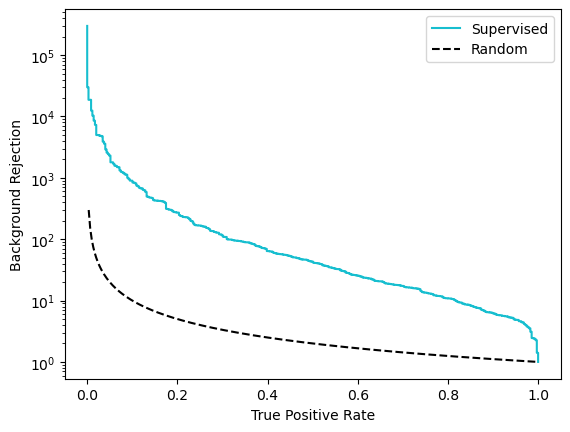 Supervised
Random
Background Rejection
10^5
10^4
10^3
10^2
10^1
10^0
0.0 0.2 0.4 0.6 0.8 1.0
True Positive Rate